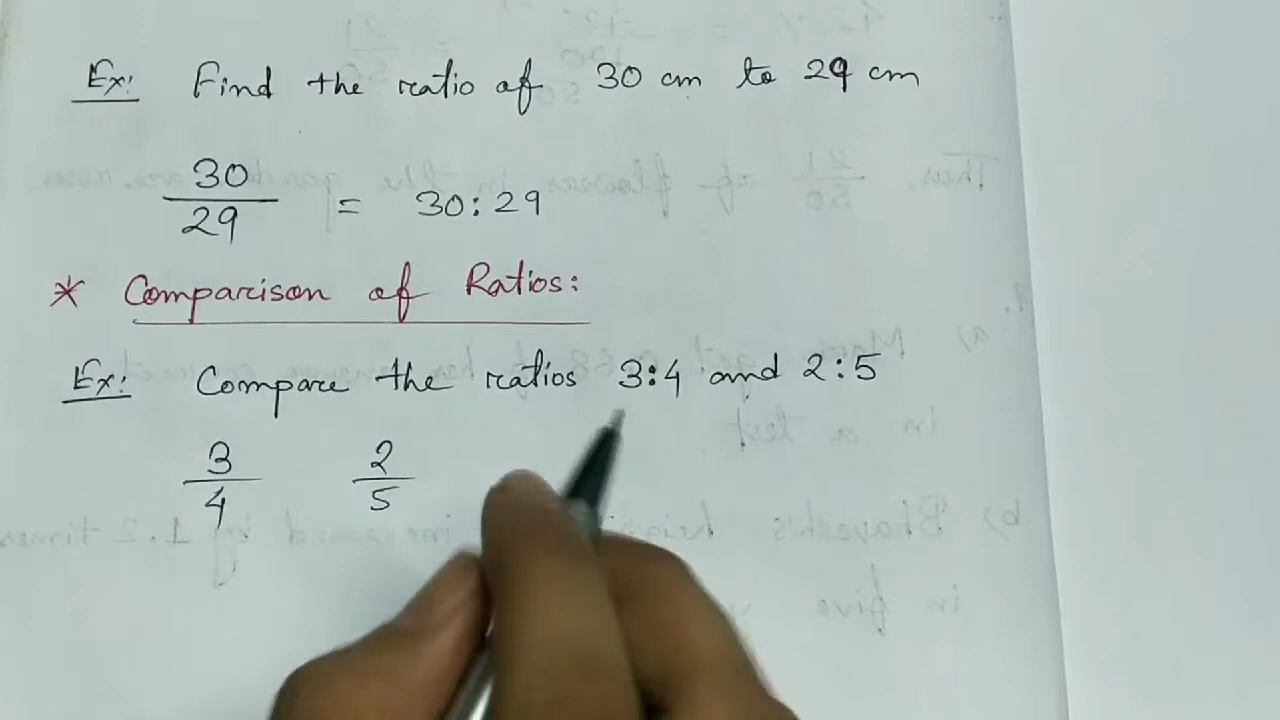 Ex: Find the ratio of 30 cm to 29 cm
30
29 = 30:29
* Comparison of Ratios:
Ex: Compare the ratios 3:4 and 2:5
3 2
4 5